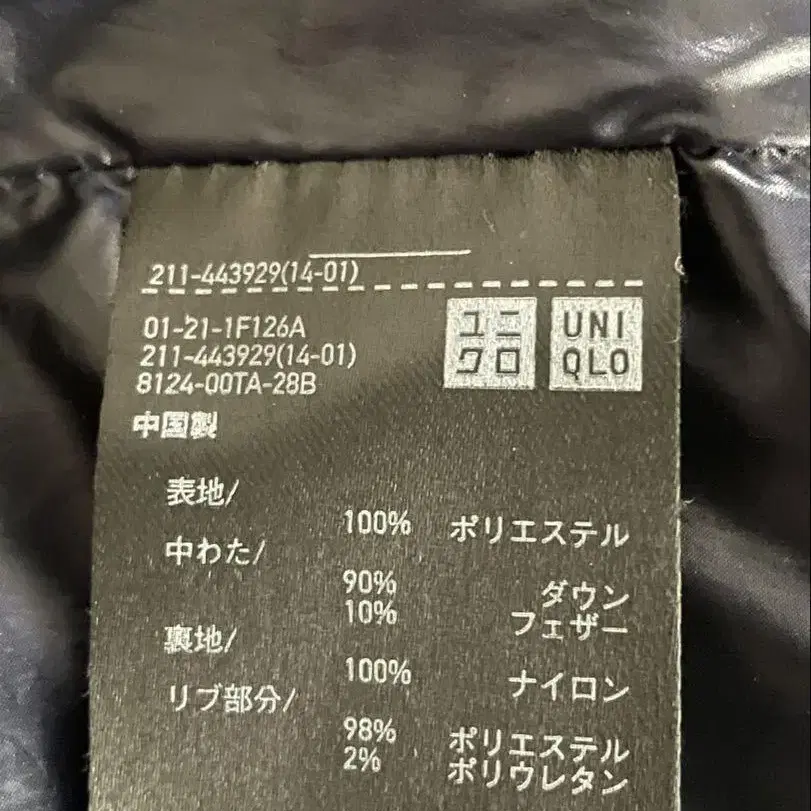 211-443929(14-01)
01-21-1F126A
211-443929(14-01)
8124-00TA-28B
ユニ
クロ
UNI
QLO
中国製
表地/
100% ポリエステル
中わた/
90% ダウン
10% フェザー
裏地/
100% ナイロン
リブ部分/
98% ポリエステル
2% ポリウレタン